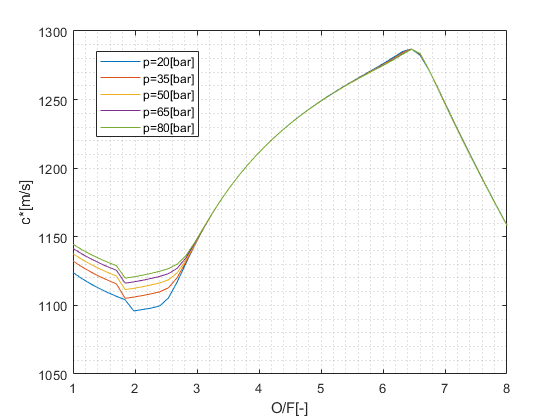 1300
1250
1200
1150
1100
1050
c*[m/s]
p=20[bar]
p=35[bar]
p=50[bar]
p=65[bar]
p=80[bar]
1 2 3 4 5 6 7 8
O/F[-]